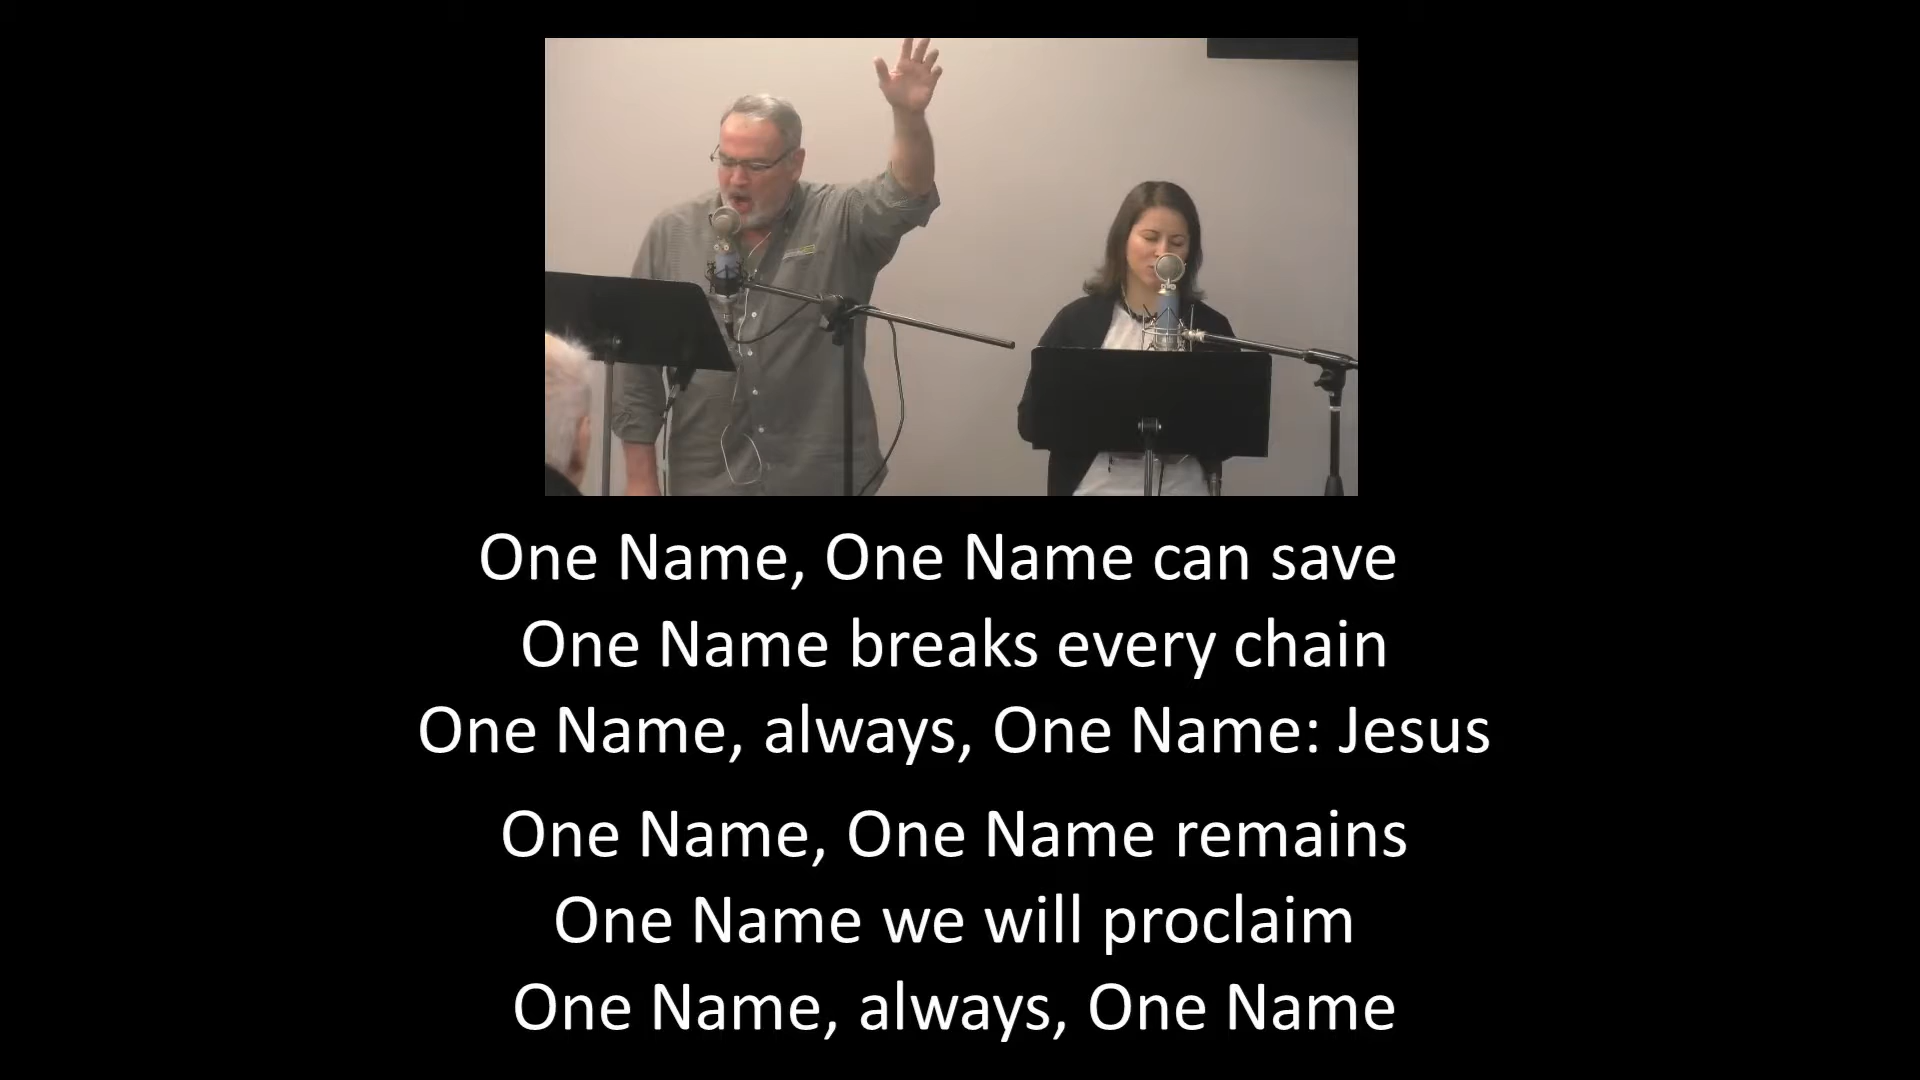 One Name, One Name can save
One Name breaks every chain
One Name, always, One Name: Jesus
One Name, One Name remains
One Name we will proclaim
One Name, always, One Name